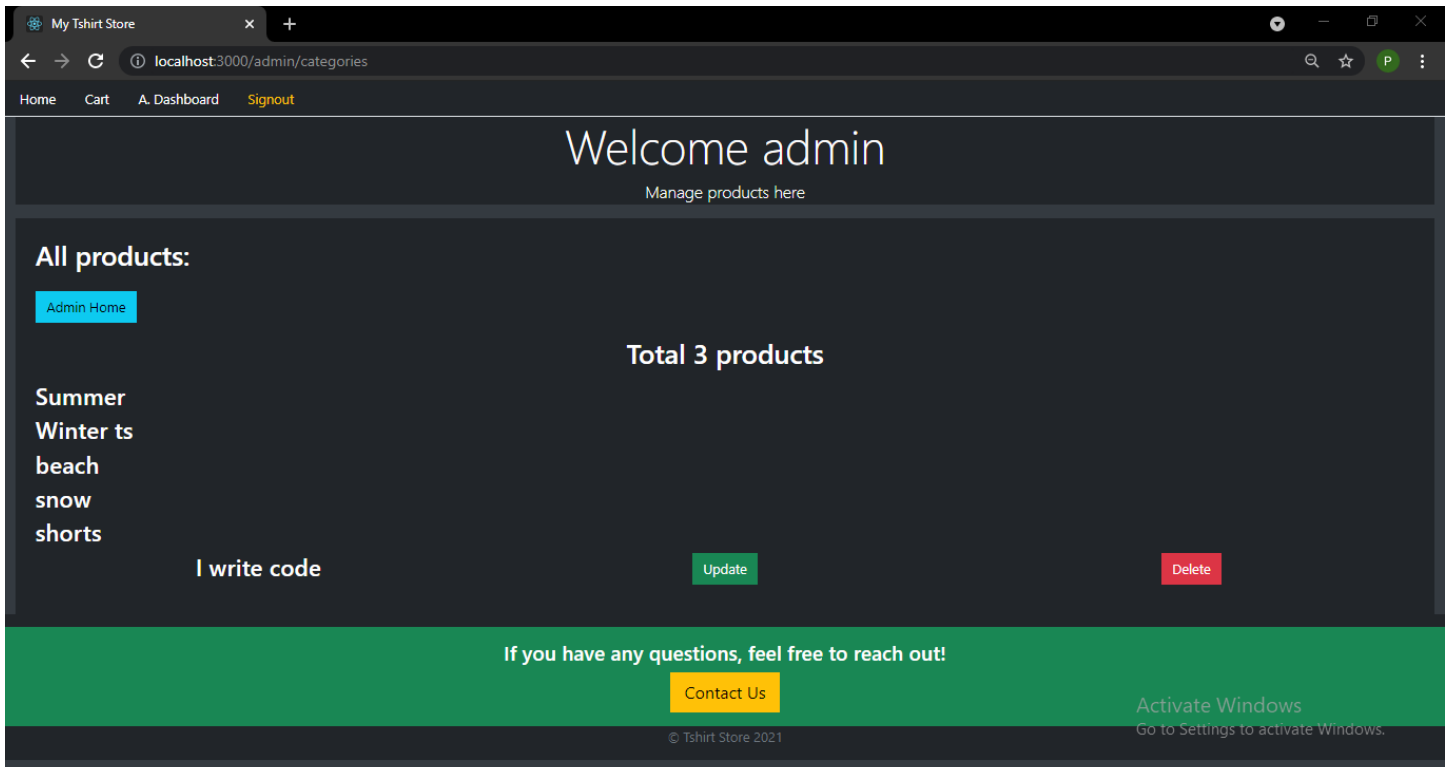 My Tshirt Store
localhost:3000/admin/categories
P
Home Cart A. Dashboard Signout
Welcome admin
Manage products here
All products:
Admin Home
Total 3 products
Summer
Winter ts
beach
snow
shorts
I write code Update Delete
If you have any questions, feel free to reach out!
Contact Us
Activate Windows
Go to Settings to activate Windows.
© Tshirt Store 2021